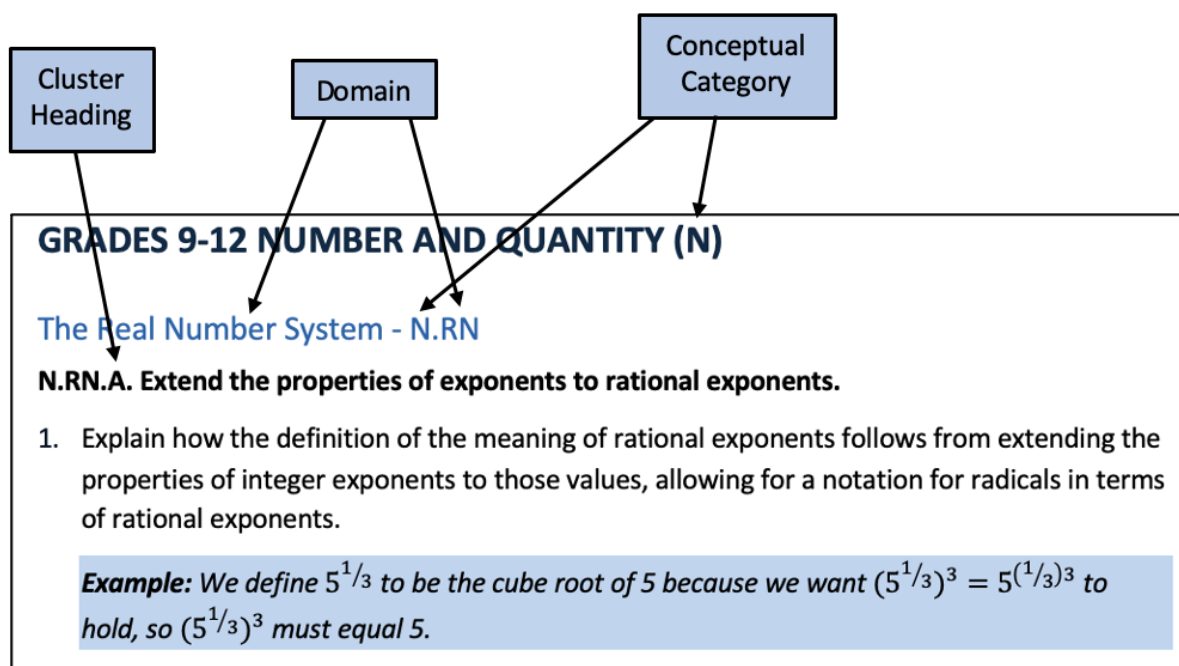 Cluster
Heading
Domain
Conceptual
Category
GRADES 9-12 NUMBER AND QUANTITY (N)
The Real Number System - N.RN
N.RN.A. Extend the properties of exponents to rational exponents.
1. Explain how the definition of the meaning of rational exponents follows from extending the
properties of integer exponents to those values, allowing for a notation for radicals in terms
of rational exponents.
Example: We define 5^1/3 to be the cube root of 5 because we want (5^1/3)^3 = 5^(1/3)3 to
hold, so (5^1/3)^3 must equal 5.